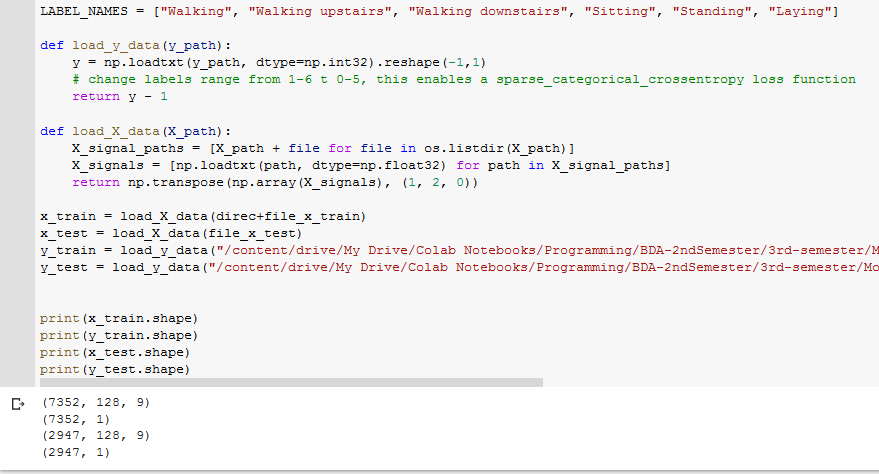 LABEL_NAMES = ["Walking", "Walking upstairs", "Walking downstairs", "Sitting", "Standing", "Laying"]
def load_y_data(y_path):
y = np.loadtxt(y_path, dtype=np.int32).reshape(-1,1)
# change labels range from 1-6 t 0-5, this enables a sparse_categorical_crossentropy loss function
return y - 1
def load_X_data(X_path):
X_signal_paths = [X_path + file for file in os.listdir(X_path)]
X_signals = [np.loadtxt(path, dtype=np.float32) for path in X_signal_paths]
return np.transpose(np.array(X_signals), (1, 2, 0))
x_train = load_X_data(direc+file_x_train)
x_test = load_X_data(file_x_test)
y_train = load_y_data("/content/drive/My Drive/Colab Notebooks/Programming/BDA-2ndSemester/3rd-semester/M
y_test = load_y_data("/content/drive/My Drive/Colab Notebooks/Programming/BDA-2ndSemester/3rd-semester/Mo
print(x_train.shape)
print(y_train.shape)
print(x_test.shape)
print(y_test.shape)
(7352, 128, 9)
(7352, 1)
(2947, 128, 9)
(2947, 1)